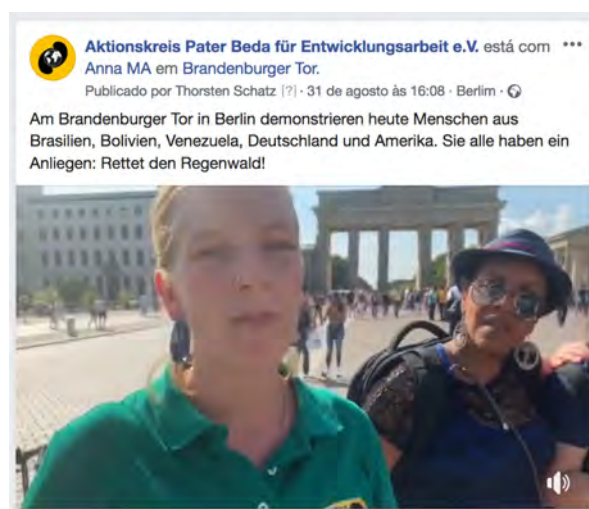 Aktionskreis Pater Beda für Entwicklungsarbeit e.V. está com
Anna MA em Brandenburger Tor.
Publicado por Thorsten Schatz [?] · 31 de agosto às 16:08 · Berlim ·
Am Brandenburger Tor in Berlin demonstrieren heute Menschen aus
Brasilien, Bolivien, Venezuela, Deutschland und Amerika. Sie alle haben ein
Anliegen: Rettet den Regenwald!